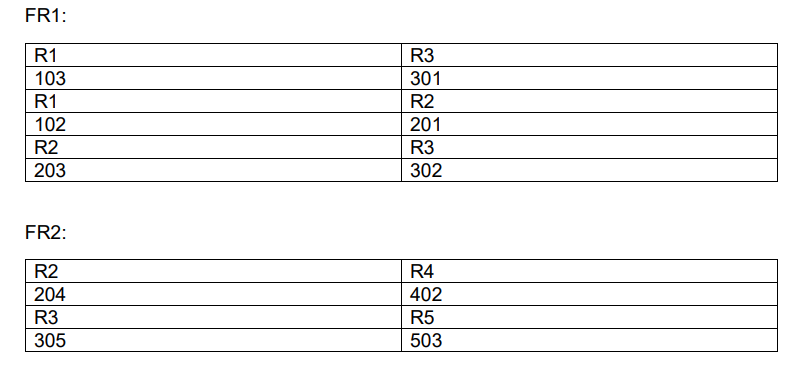 FR1:
R1 R3
103 301
R1 R2
102 201
R2 R3
203 302
FR2:
R2 R4
204 402
R3 R5
305 503